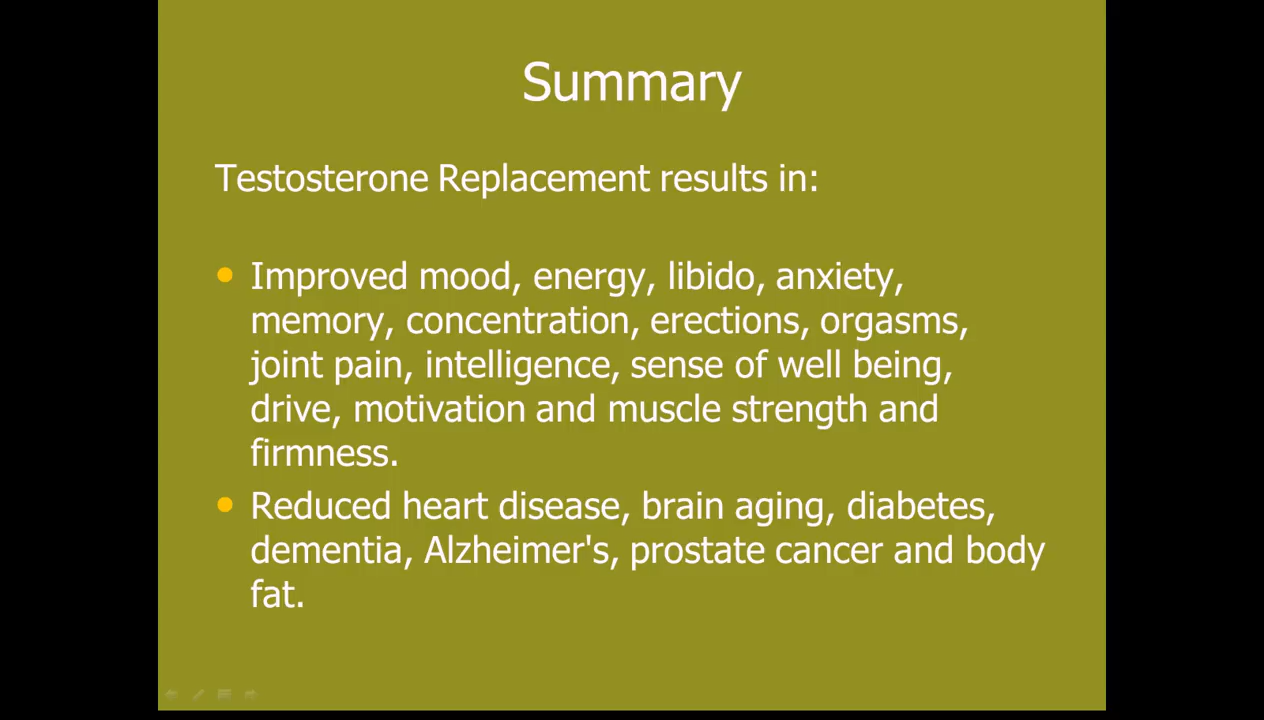 Summary
Testosterone Replacement results in:
Improved mood, energy, libido, anxiety,
memory, concentration, erections, orgasms,
joint pain, intelligence, sense of well being,
drive, motivation and muscle strength and
firmness.
Reduced heart disease, brain aging, diabetes,
dementia, Alzheimer's, prostate cancer and body
fat.